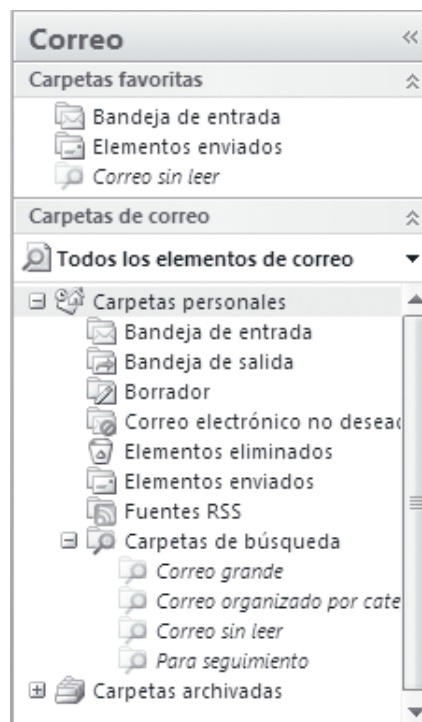 Correo
Carpetas favoritas
Bandeja de entrada
Elementos enviados
Correo sin leer
Carpetas de correo
Todos los elementos de correo
Carpetas personales
Bandeja de entrada
Bandeja de salida
Borrador
Correo electrónico no desead
Elementos eliminados
Elementos enviados
Fuentes RSS
Carpetas de búsqueda
Correo grande
Correo organizado por cate
Correo sin leer
Para seguimiento
Carpetas archivadas